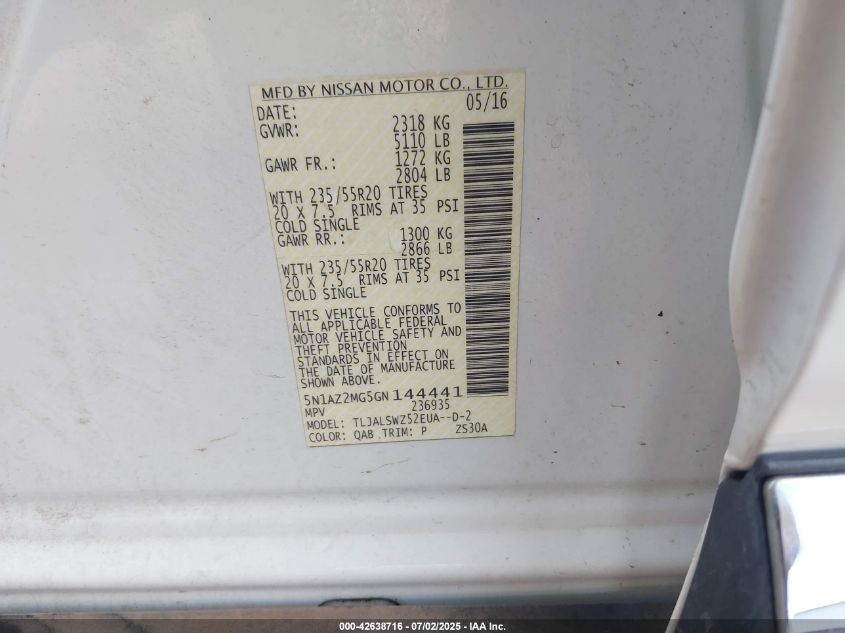 MFD BY NISSAN MOTOR CO., LTD.
DATE: 05/16
GVWR: 2318 KG
5110 LB
GAWR FR.: 1272 KG
2804 LB
WITH 235/55R20 TIRES
20 X 7.5 RIMS AT 35 PSI
COLD SINGLE
GAWR RR.: 1300 KG
2866 LB
WITH 235/55R20 TIRES
20 X 7.5 RIMS AT 35 PSI
COLD SINGLE
THIS VEHICLE CONFORMS TO
ALL APPLICABLE FEDERAL
MOTOR VEHICLE SAFETY AND
THEFT PREVENTION
STANDARDS IN EFFECT ON
THE DATE OF MANUFACTURE
SHOWN ABOVE.
5N1AZ2MG5GN144441
MPV 236935
MODEL: TLJALSWZ52EUA--D-2
COLOR: QAB TRIM: P ZS30A
000-42638716 - 07/02/2025 - IAA Inc.